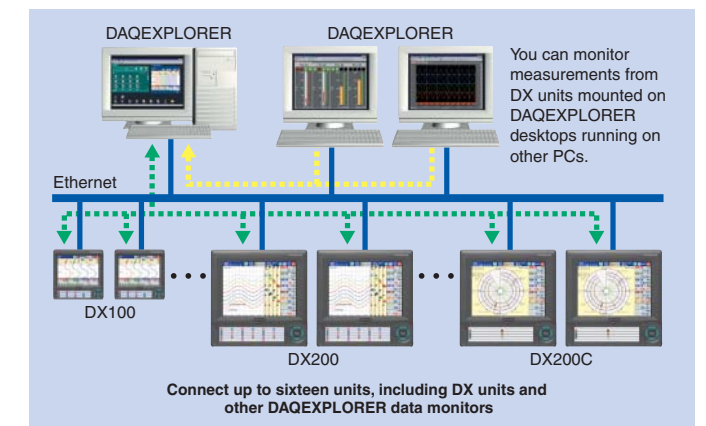 DAQEXPLORER
DAQEXPLORER
You can monitor
measurements from
DX units mounted on
DAQEXPLORER
desktops running on
other PCs.
Ethernet
DX100
DX200
DX200C
Connect up to sixteen units, including DX units and
other DAQEXPLORER data monitors